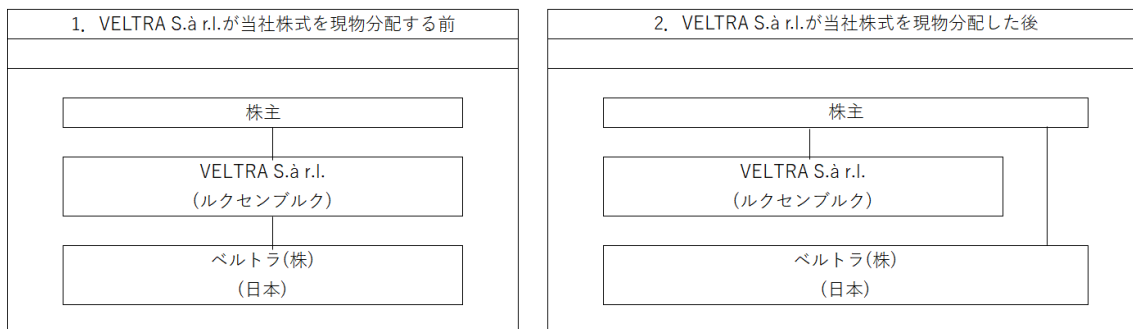 1．VELTRA S.à r.l.が当社株式を現物分配する前
株主
VELTRA S.à r.l.
(ルクセンブルク)
ベルトラ(株)
(日本)
2．VELTRA S.à r.l.が当社株式を現物分配した後
株主
VELTRA S.à r.l.
(ルクセンブルク)
ベルトラ(株)
(日本)